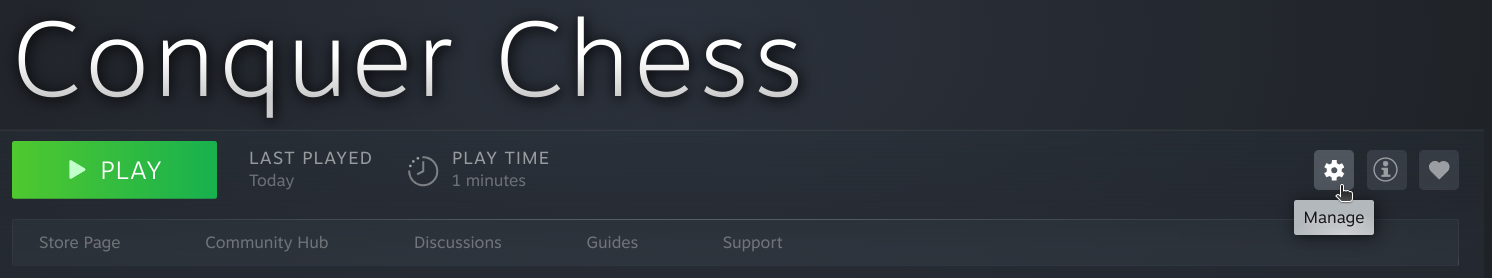 Conquer Chess
PLAY
LAST PLAYED
Today
PLAY TIME
1 minutes
Manage
Store Page
Community Hub
Discussions
Guides
Support